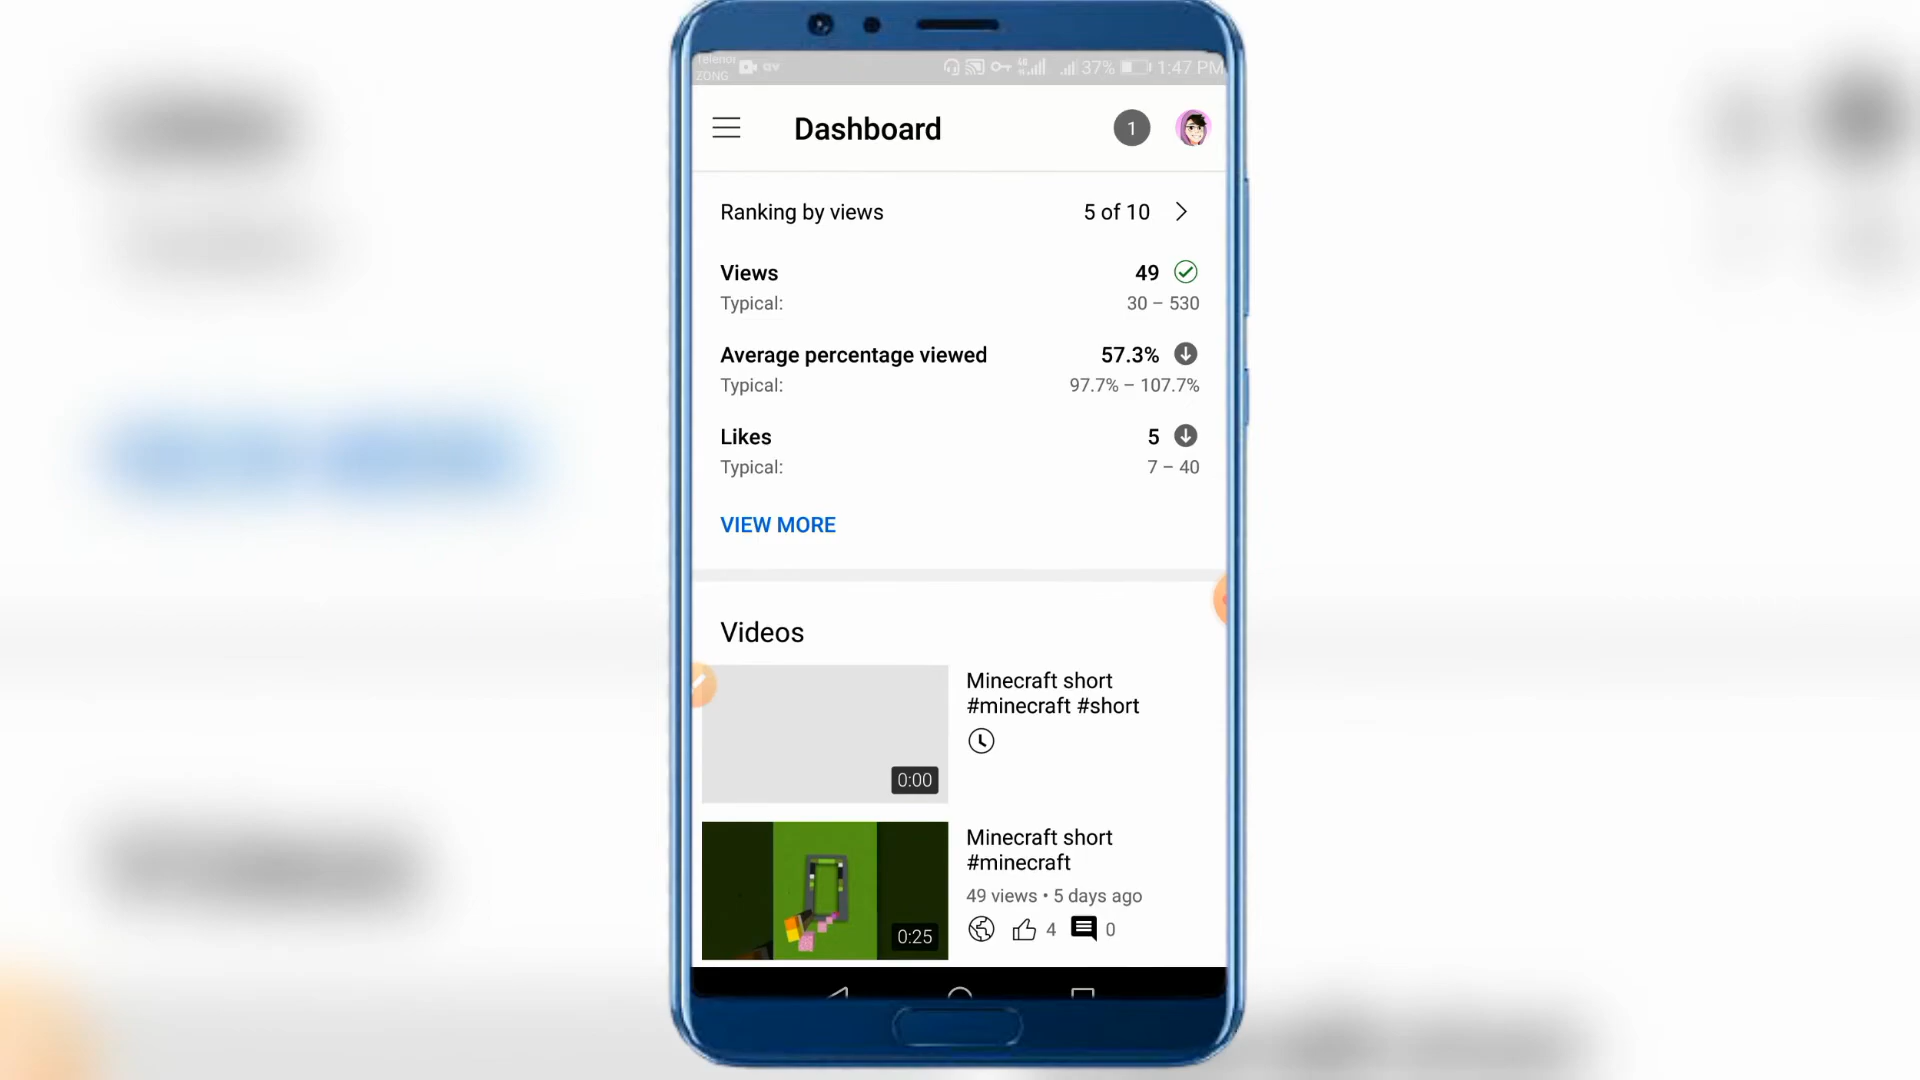 Telenor
ZONG
37% 1:47 PM
Dashboard
1
Ranking by views 5 of 10
Views 49
Typical: 30 – 530
Average percentage viewed 57.3%
Typical: 97.7% – 107.7%
Likes 5
Typical: 7 – 40
VIEW MORE
Videos
0:00
Minecraft short
#minecraft #short
0:25
Minecraft short
#minecraft
49 views • 5 days ago
4 0